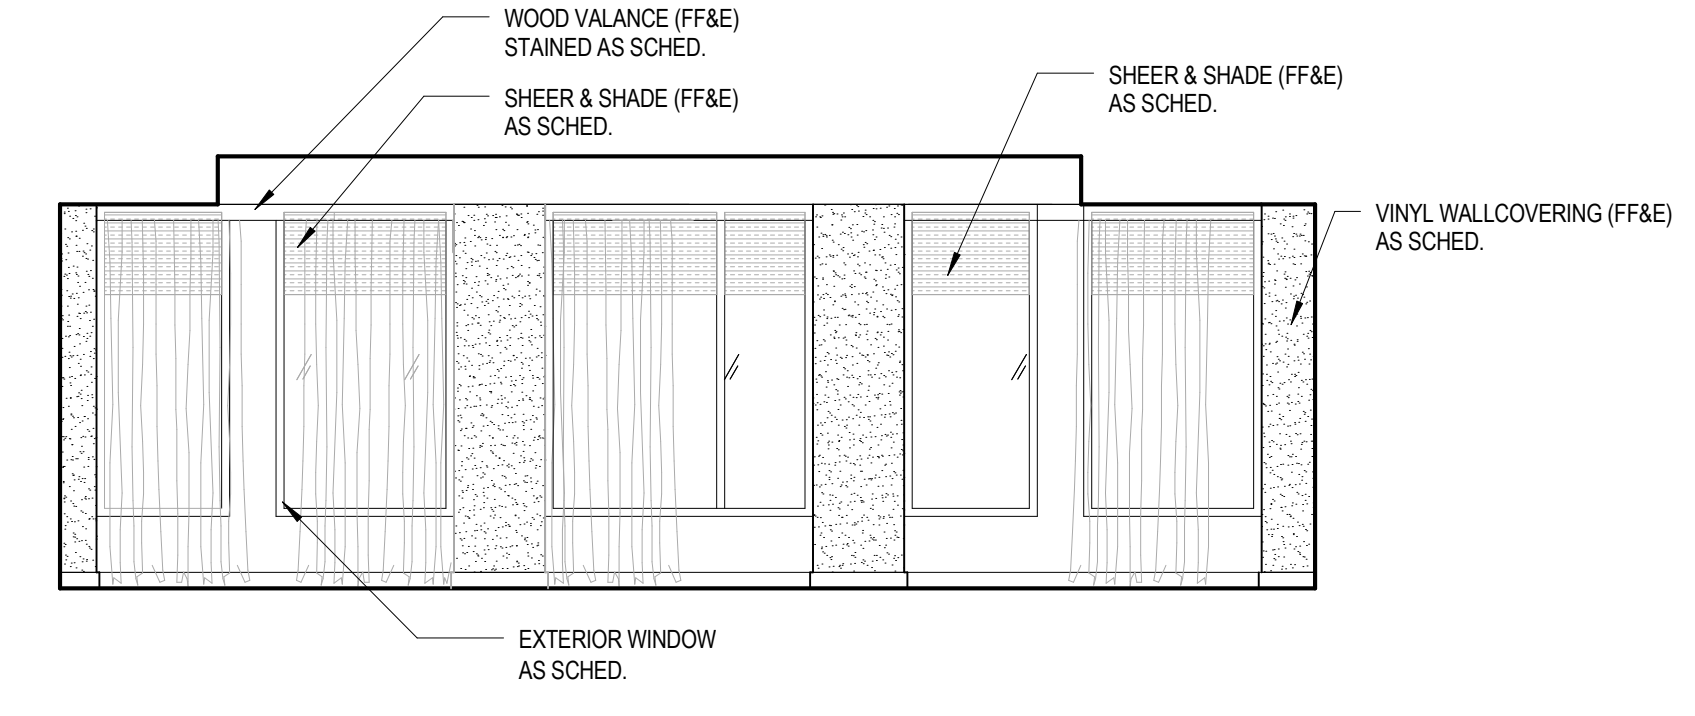 WOOD VALANCE (FF&E)
STAINED AS SCHED.
SHEER & SHADE (FF&E)
AS SCHED.
SHEER & SHADE (FF&E)
AS SCHED.
VINYL WALLCOVERING (FF&E)
AS SCHED.
EXTERIOR WINDOW
AS SCHED.